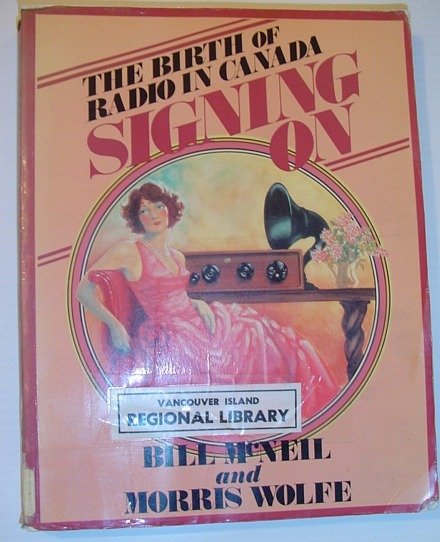 THE BIRTH OF
RADIO IN CANADA
SIGNING
ON
VANCOUVER ISLAND
REGIONAL LIBRARY
BILL McNEIL
and
MORRIS WOLFE